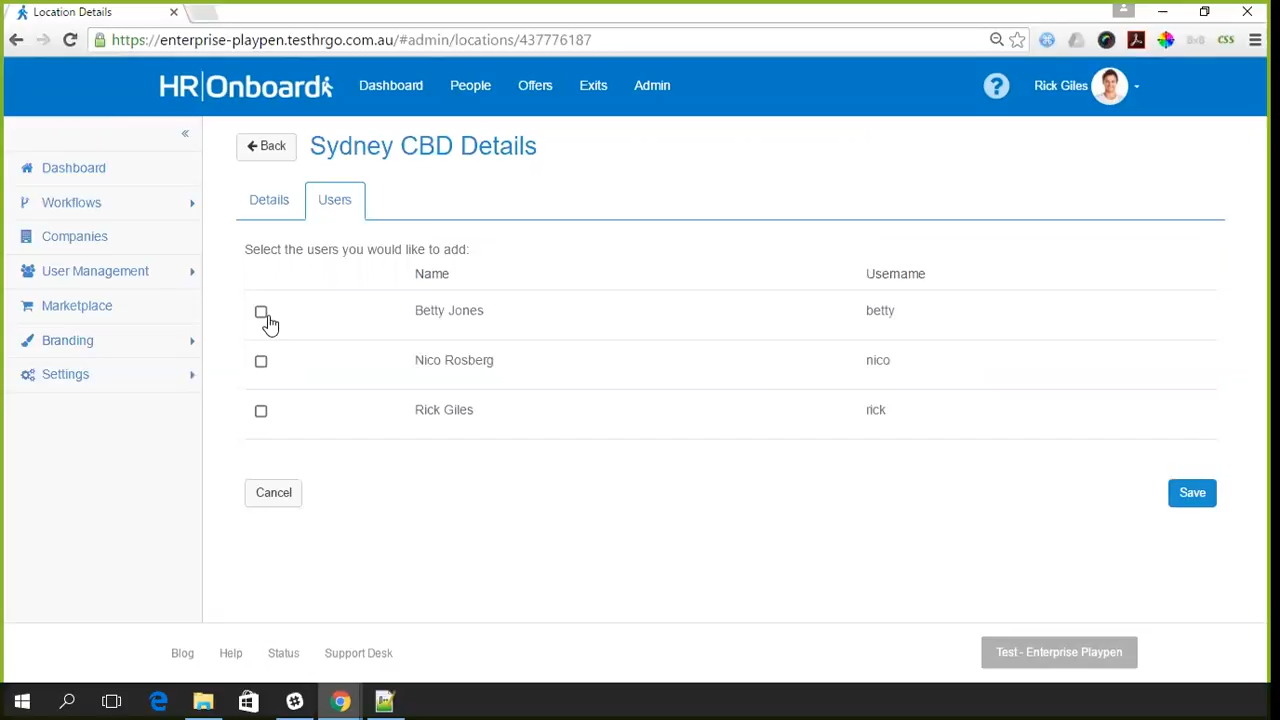 Location Details
https://enterprise-playpen.testhrgo.com.au/#admin/locations/437776187
CSS
HR|Onboard
Dashboard
People
Offers
Exits
Admin
?
Rick Giles
«
Dashboard
Workflows
Companies
User Management
Marketplace
Branding
Settings
Back
Sydney CBD Details
Details
Users
Select the users you would like to add:
Name
Username
Betty Jones
betty
Nico Rosberg
nico
Rick Giles
rick
Cancel
Save
Blog
Help
Status
Support Desk
Test - Enterprise Playpen